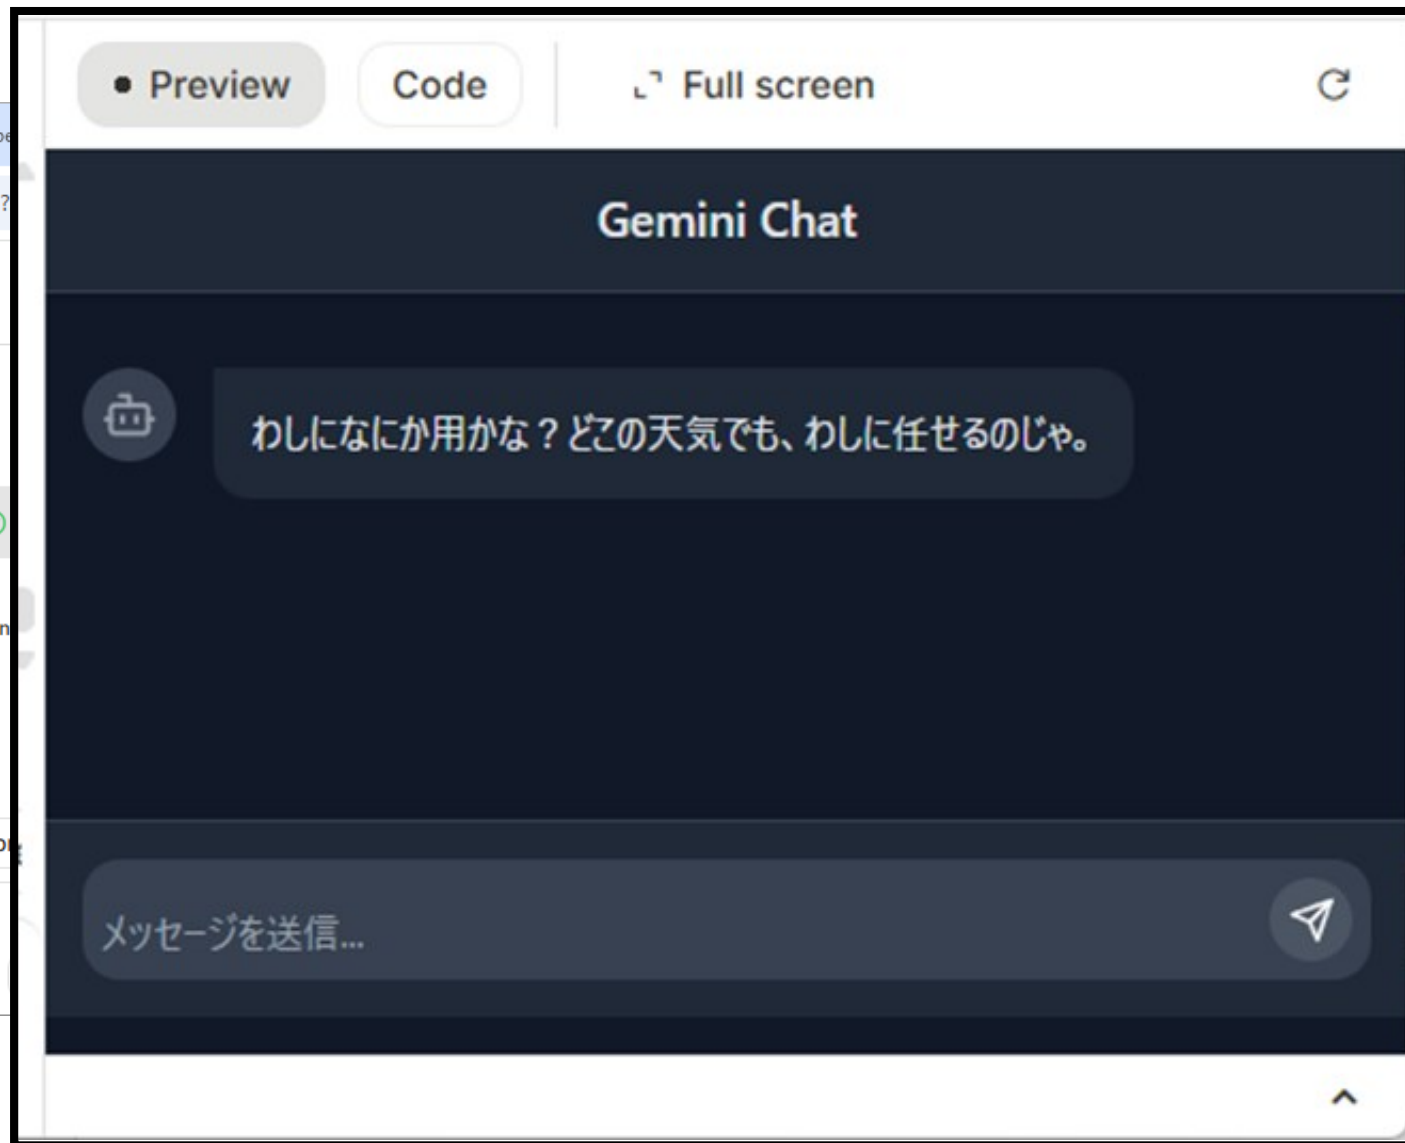 Preview Code Full screen
Gemini Chat
わしになにか用かな？どこの天気でも、わしに任せるのじゃ。
メッセージを送信...